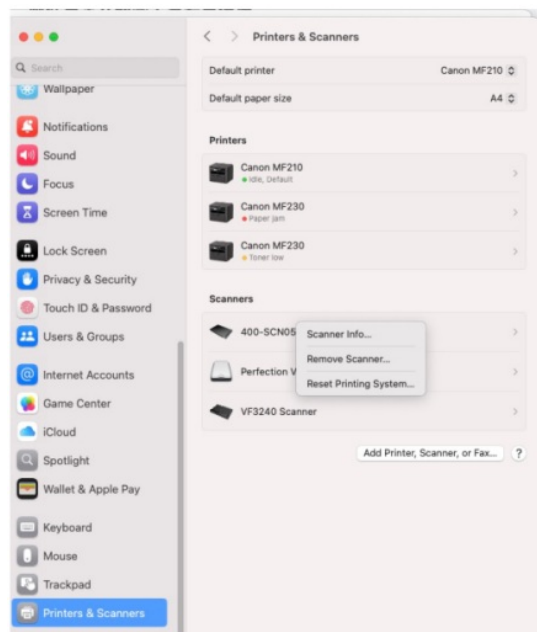 Printers & Scanners
Search
Wallpaper
Notifications
Sound
Focus
Screen Time
Lock Screen
Privacy & Security
Touch ID & Password
Users & Groups
Internet Accounts
Game Center
iCloud
Spotlight
Wallet & Apple Pay
Keyboard
Mouse
Trackpad
Printers & Scanners
Default printer Canon MF210
Default paper size A4
Printers
Canon MF210
Idle, Default
Canon MF230
Paper jam
Canon MF230
Toner low
Scanners
400-SCN05
Perfection V
VF3240 Scanner
Scanner Info...
Remove Scanner...
Reset Printing System...
Add Printer, Scanner, or Fax... ?